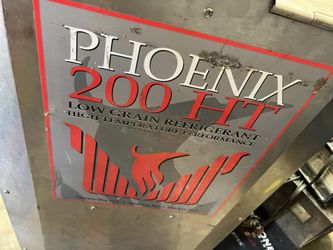 PHOENIX
200 HT
LOW GRAIN REFRIGERANT
HIGH TEMPERATURE PERFORMANCE